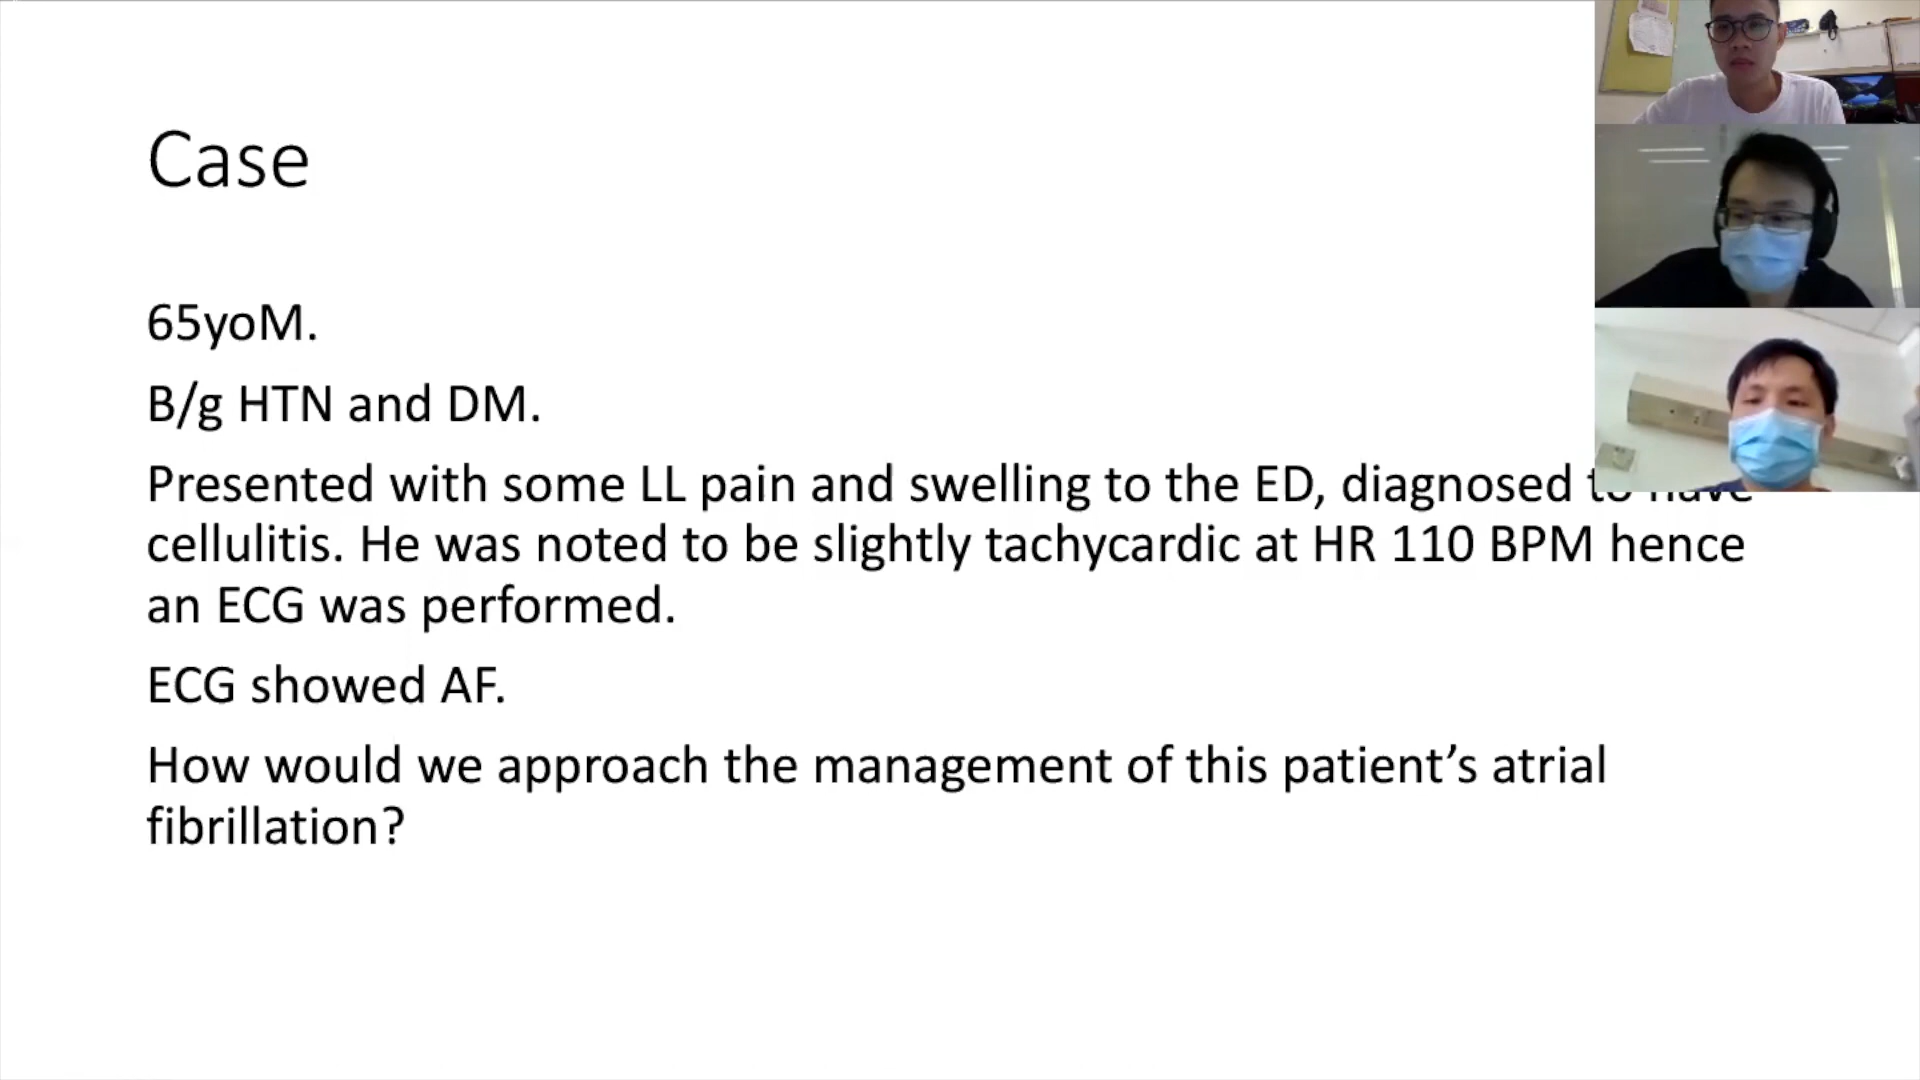 Case
65yoM.
B/g HTN and DM.
Presented with some LL pain and swelling to the ED, diagnosed to have
cellulitis. He was noted to be slightly tachycardic at HR 110 BPM hence
an ECG was performed.
ECG showed AF.
How would we approach the management of this patient’s atrial
fibrillation?